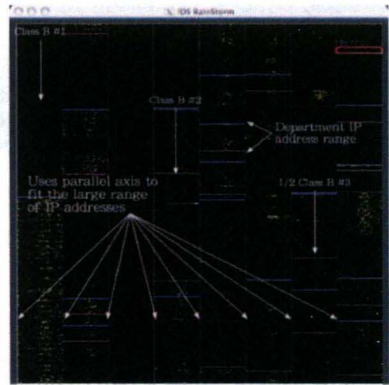 IDS RainStorm
Class B #1
Class B #2
Department IP
address range
Uses parallel axis to
fit the large range
of IP addresses
1/2 Class B #3